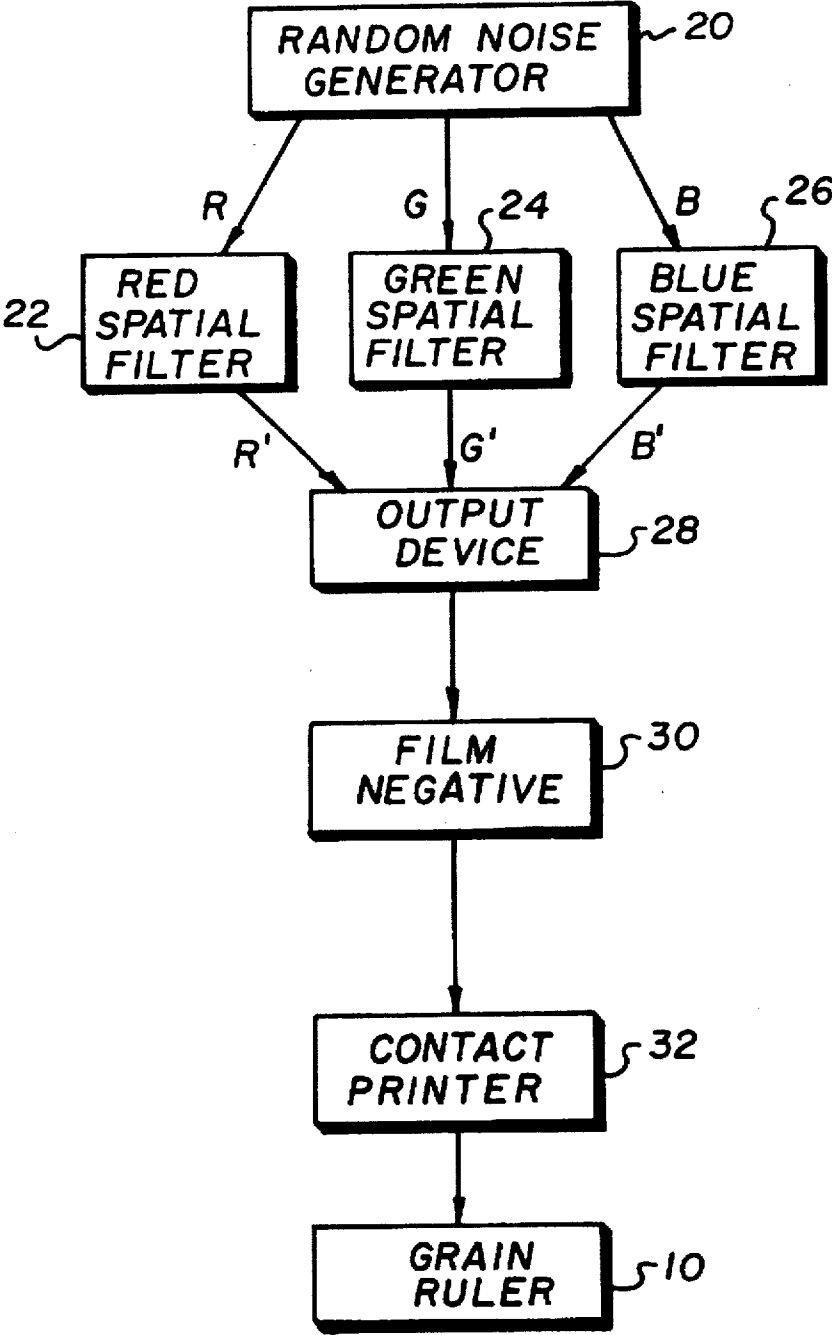 RANDOM NOISE
GENERATOR
20
R
G
B
24
26
22
RED
SPATIAL
FILTER
GREEN
SPATIAL
FILTER
BLUE
SPATIAL
FILTER
R'
G'
B'
OUTPUT
DEVICE
28
FILM
NEGATIVE
30
CONTACT
PRINTER
32
GRAIN
RULER
10